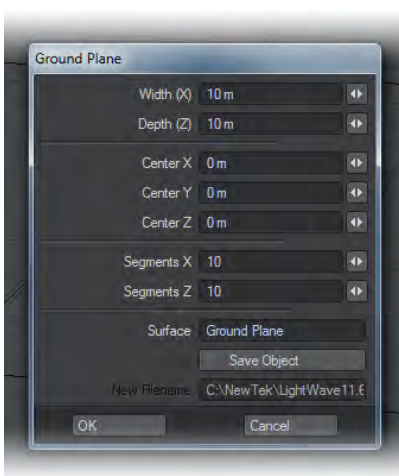 Ground Plane
Width (X) 10 m
Depth (Z) 10 m
Center X 0 m
Center Y 0 m
Center Z 0 m
Segments X 10
Segments Z 10
Surface Ground Plane
Save Object
New Filename C:\NewTek\LightWave11.6
OK Cancel